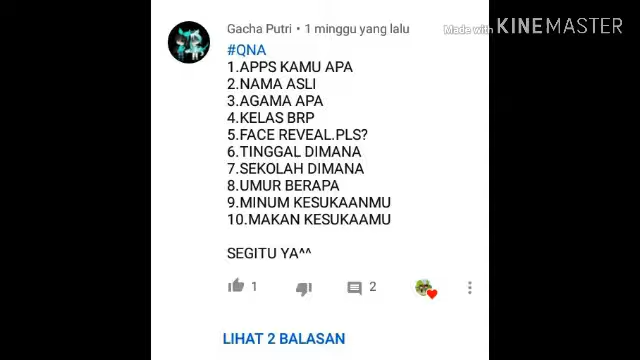 Gacha Putri • 1 minggu yang lalu
Made with KINEMASTER
#QNA
1.APPS KAMU APA
2.NAMA ASLI
3.AGAMA APA
4.KELAS BRP
5.FACE REVEAL.PLS?
6.TINGGAL DIMANA
7.SEKOLAH DIMANA
8.UMUR BERAPA
9.MINUM KESUKAANMU
10.MAKAN KESUKAAMU
SEGITU YA^^
1
2
LIHAT 2 BALASAN